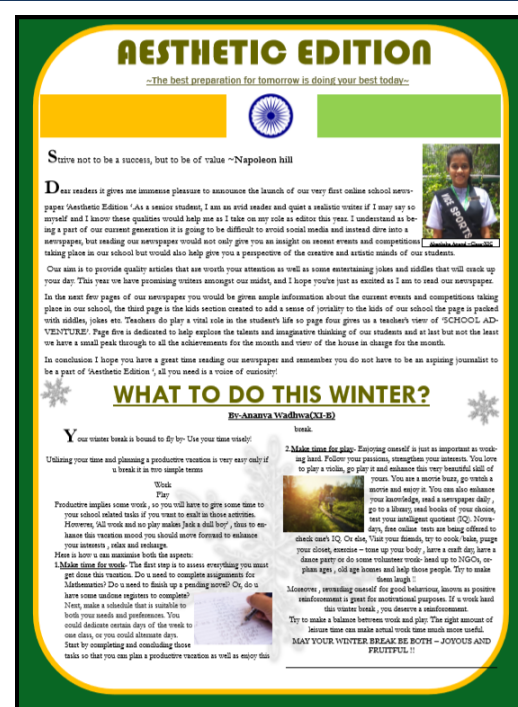 AESTHETIC EDITION
~The best preparation for tomorrow is doing your best today~
Strive not to be a success, but to be of value ~Napoleon hill
Dear readers it gives me immense pleasure to announce the launch of our very first online school news-
paper 'Aesthetic Edition '.As a senior student, I am an avid reader and quiet a realistic writer if I may say so
myself and I know these qualities would help me as I take on my role as editor this year. I understand as be-
ing a part of our current generation it is going to be difficult to avoid social media and instead dive into a
newspaper, but reading our newspaper would not only give you an insight on recent events and competitions
taking place in our school but would also help give you a perspective of the creative and artistic minds of our students.
Our aim is to provide quality articles that are worth your attention as well as some entertaining jokes and riddles that will crack up
your day. This year we have promising writers amongst our midst, and I hope you're just as excited as I am to read our newspaper.
In the next few pages of our newspaper you would be given ample information about the current events and competitions taking
place in our school, the third page is the kids section created to add a sense of joviality to the kids of our school the page is packed
with riddles, jokes etc. Teachers do play a vital role in the student's life so page four gives us a teacher's view of 'SCHOOL AD-
VENTURE'. Page five is dedicated to help explore the talents and imaginative thinking of our students and at last but not the least
we have a small peak through to all the achievements for the month and view of the house in charge for the month.
In conclusion I hope you have a great time reading our newspaper and remember you do not have to be an aspiring journalist to
be a part of 'Aesthetic Edition ', all you need is a voice of curiosity!
WHAT TO DO THIS WINTER?
By-Ananya Wadhwa(XI-B)
Your winter break is bound to fly by- Use your time wisely!
Utilizing your time and planning a productive vacation is very easy only if
u break it in two simple terms
Work
Play
Productive implies some work , so you will have to give some time to
your school related tasks if you want to exalt in those activities.
However, 'All work and no play makes Jack a dull boy' , thus to en-
hance this vacation mood you should move forward to enhance
your interests , relax and recharge.
Here is how u can maximise both the aspects:
1.Make time for work- The first step is to assess everything you must
get done this vacation. Do u need to complete assignments for
Mathematics? Do u need to finish up a pending novel? Or, do u
have some undone registers to complete?
Next, make a schedule that is suitable to
both your needs and preferences. You
could dedicate certain days of the week to
one class, or you could alternate days.
Start by completing and concluding those
tasks so that you can plan a productive vacation as well as enjoy this
break.
2.Make time for play- Enjoying oneself is just as important as work-
ing hard. Follow your passions, strengthen your interests. You love
to play a violin, go play it and enhance this very beautiful skill of
yours. You are a movie buzz, go watch a
movie and enjoy it. You can also enhance
your knowledge, read a newspaper daily ,
go to a library, read books of your choice,
test your intelligent quotient (IQ). Nowa-
days, free online tests are being offered to
check one's IQ. Or else, Visit your friends, try to cook/bake, purge
your closet, exercise – tone up your body , have a craft day, have a
dance party or do some volunteer work- head up to NGOs, or-
phan ages , old age homes and help those people. Try to make
them laugh !!
Moreover , rewarding oneself for good behaviour, known as positive
reinforcement is great for motivational purposes. If u work hard
this winter break , you deserve a reinforcement.
Try to make a balance between work and play. The right amount of
leisure time can make actual work time much more useful.
MAY YOUR WINTER BREAK BE BOTH – JOYOUS AND
FRUITFUL !!